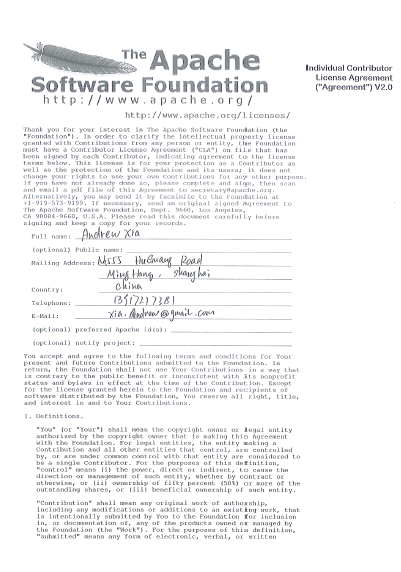 The Apache
Software Foundation
http://www.apache.org/
Individual Contributor
License Agreement
("Agreement") V2.0
http://www.apache.org/licenses/
Thank you for your interest in The Apache Software Foundation (the
"Foundation"). In order to clarify the intellectual property license
granted with Contributions from any person or entity, the Foundation
must have a Contributor License Agreement ("CLA") on file that has
been signed by each Contributor, indicating agreement to the license
terms below. This license is for your protection as a Contributor as
well as the protection of the Foundation and its users; it does not
change your rights to use your own Contributions for any other purpose.
If you have not already done so, please complete and sign, then scan
and email a pdf file of this Agreement to secretary@apache.org.
Alternatively, you may send it by facsimile to the Foundation at
+1-919-573-9199. If necessary, send an original signed Agreement to
The Apache Software Foundation, Dept. 9660, Los Angeles,
CA 90084-9660, U.S.A. Please read this document carefully before
signing and keep a copy for your records.
Full name: Andrew Xia
(optional) Public name:
Mailing Address: HuGuang Road
MingHang, Shanghai
Country: China
Telephone:
E-Mail: xia.andrew@gmail.com
(optional) preferred Apache id(s):
(optional) notify project:
You accept and agree to the following terms and conditions for Your
present and future Contributions submitted to the Foundation. In
return, the Foundation shall not use Your Contributions in a way that
is contrary to the public benefit or inconsistent with its nonprofit
status and bylaws in effect at the time of the Contribution. Except
for the license granted herein to the Foundation and recipients of
software distributed by the Foundation, You reserve all right, title,
and interest in and to Your Contributions.
1. Definitions.
"You" (or "Your") shall mean the copyright owner or legal entity
authorized by the copyright owner that is making this Agreement
with the Foundation. For legal entities, the entity making a
Contribution and all other entities that control, are controlled
by, or are under common control with that entity are considered to
be a single Contributor. For the purposes of this definition,
"control" means (i) the power, direct or indirect, to cause the
direction or management of such entity, whether by contract or
otherwise, or (ii) ownership of fifty percent (50%) or more of the
outstanding shares, or (iii) beneficial ownership of such entity.
"Contribution" shall mean any original work of authorship,
including any modifications or additions to an existing work, that
is intentionally submitted by You to the Foundation for inclusion
in, or documentation of, any of the products owned or managed by
the Foundation (the "Work"). For the purposes of this definition,
"submitted" means any form of electronic, verbal, or written